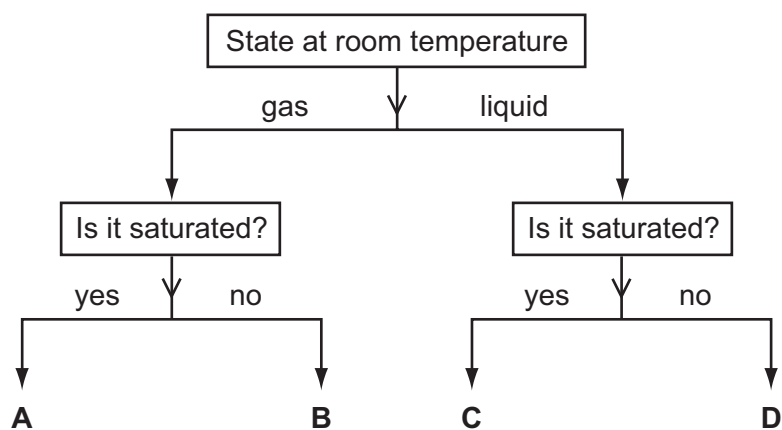 State at room temperature
gas liquid
Is it saturated? Is it saturated?
yes no yes no
A B C D